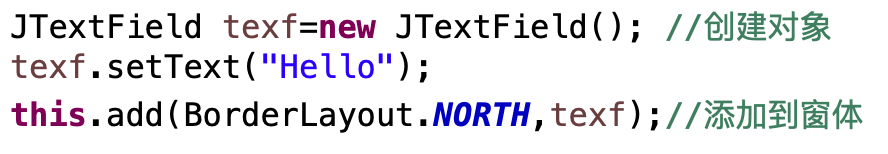 JTextField texf=new JTextField(); //创建对象
texf.setText("Hello");
this.add(BorderLayout.NORTH,texf);//添加到窗体